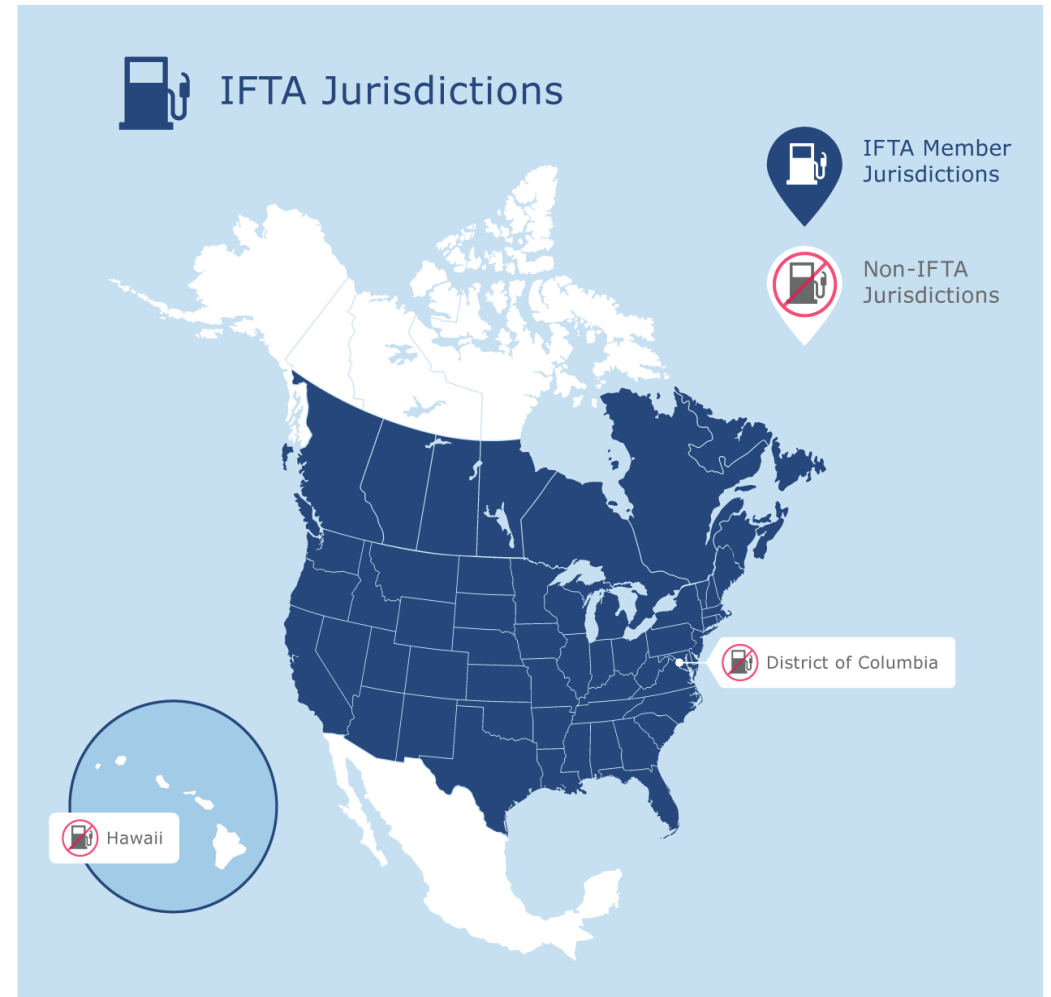 IFTA Jurisdictions
IFTA Member
Jurisdictions
Non-IFTA
Jurisdictions
District of Columbia
Hawaii